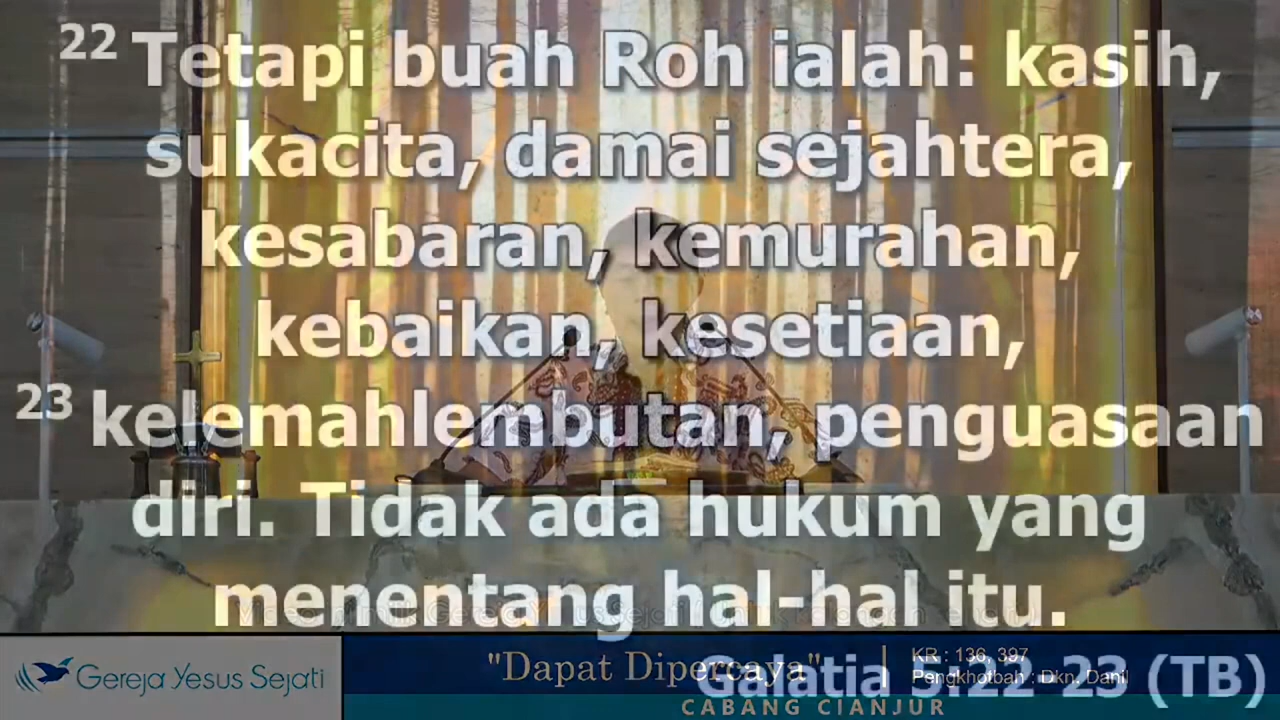 22 Tetapi buah Roh ialah: kasih,
sukacita, damai sejahtera,
kesabaran, kemurahan,
kebaikan, kesetiaan,
23 kelemahlembutan, penguasaan
diri. Tidak ada hukum yang
menentang hal-hal itu.
Gereja Yesus Sejati
"Dapat Dipercaya"
KR : 136, 397
Pengkhotbah : Dkn, Danil
Galatia 5:22-23 (TB)
CABANG CIANJUR